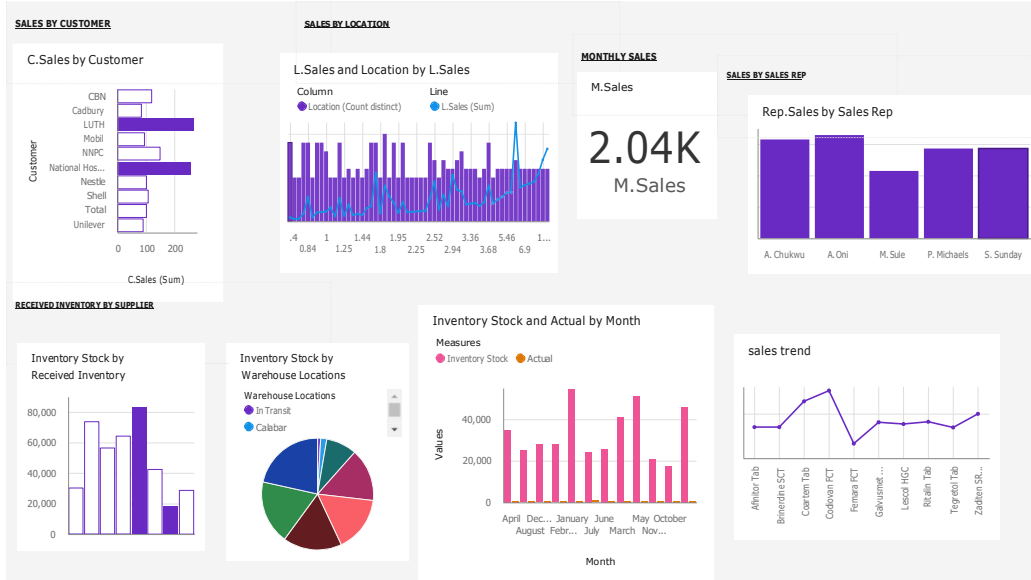 SALES BY CUSTOMER
C.Sales by Customer
Customer
CBN
Cadbury
LUTH
Mobil
NNPC
National Hos...
Nestle
Shell
Total
Unilever
0 100 200
C.Sales (Sum)
SALES BY LOCATION
L.Sales and Location by L.Sales
Column Line
Location (Count distinct) L.Sales (Sum)
.4 1 1.44 1.95 2.52 3.36 5.46 1...
0.84 1.25 1.8 2.25 2.94 3.68 6.9
MONTHLY SALES
M.Sales
2.04K
M.Sales
SALES BY SALES REP
Rep.Sales by Sales Rep
A. Chukwu A. Oni M. Sule P. Michaels S. Sunday
RECEIVED INVENTORY BY SUPPLIER
Inventory Stock by
Received Inventory
80,000
60,000
40,000
20,000
0
Inventory Stock by
Warehouse Locations
Warehouse Locations
In Transit
Calabar
Inventory Stock and Actual by Month
Measures
Inventory Stock Actual
Values
40,000
20,000
0
April Dec... January June May October
August Febr... July March Nov...
Month
sales trend
Afinitor Tab
Brinerdine SCT
Coartem Tab
Codiovan FCT
Femara FCT
Galvusmet ...
Lescol HGC
Ritalin Tab
Tegretol Tab
Zaditen SR...